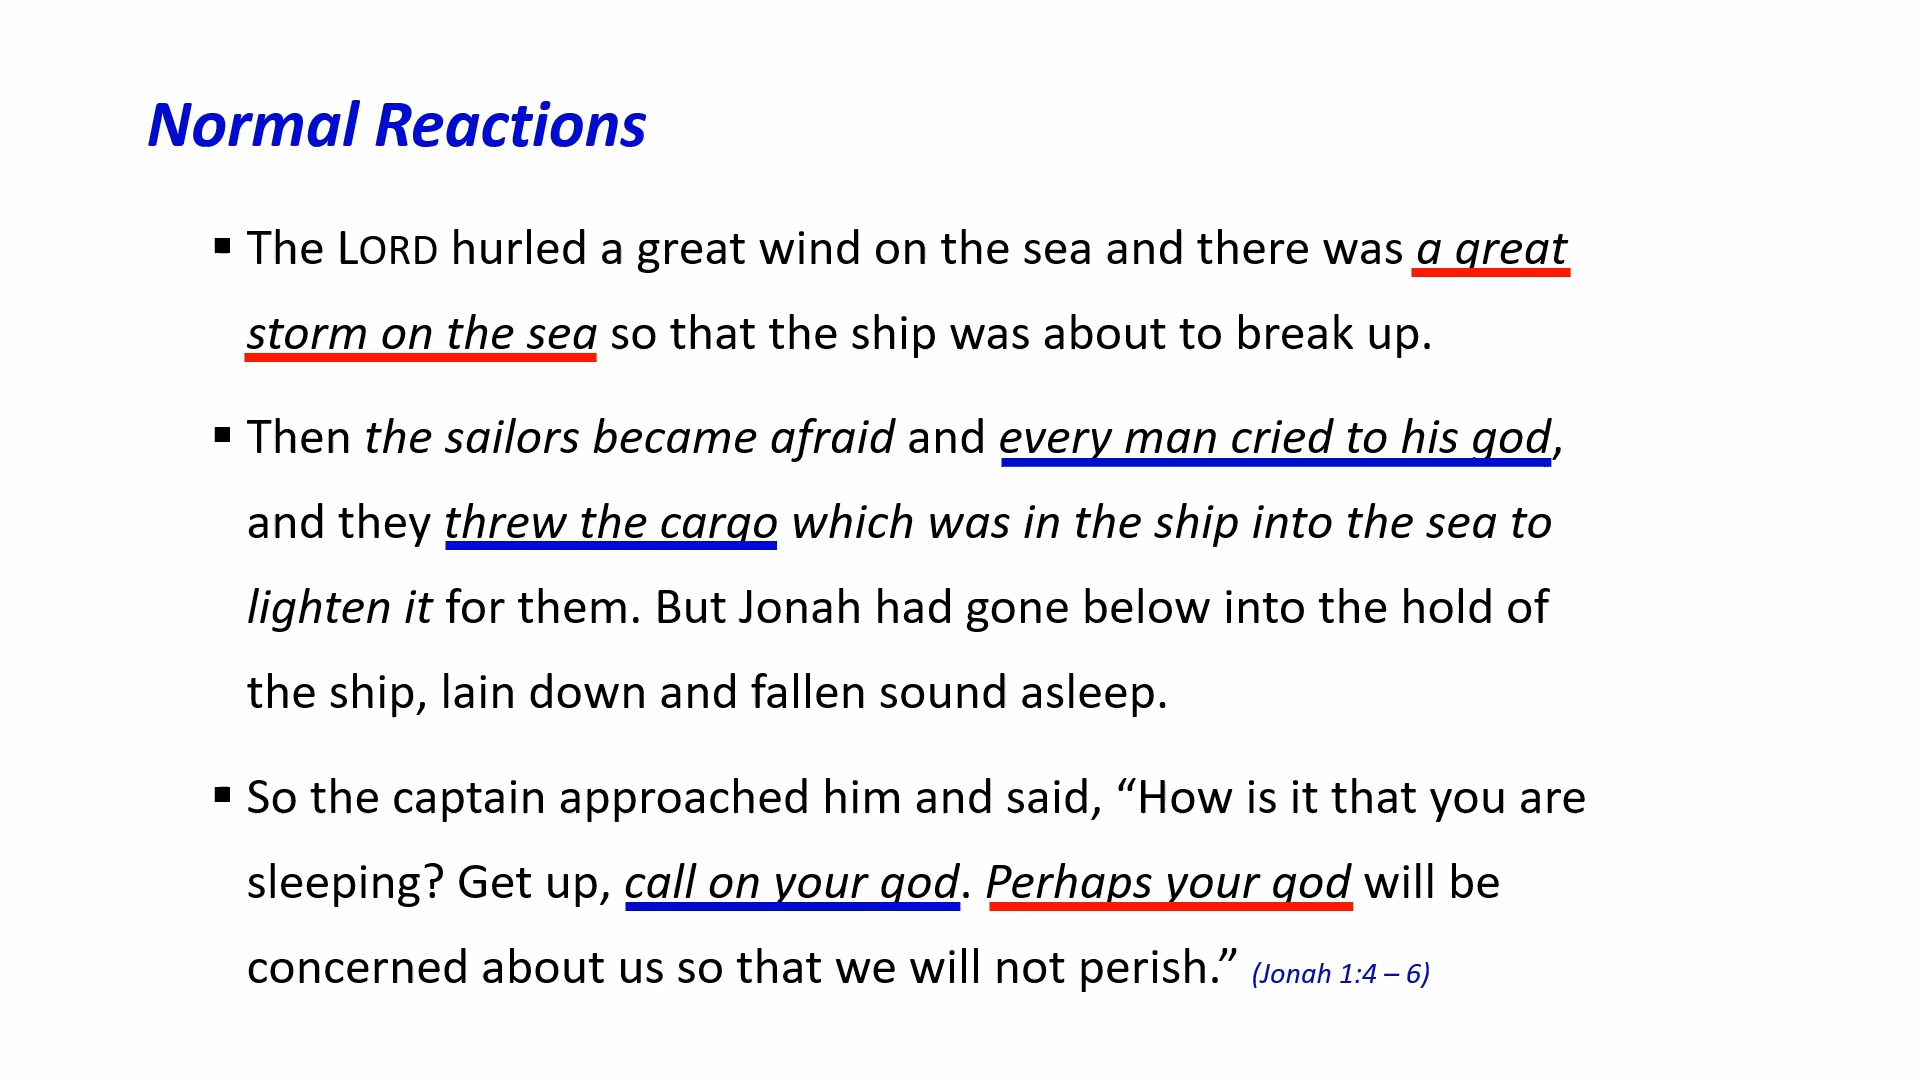 Normal Reactions
▪ The LORD hurled a great wind on the sea and there was a great
storm on the sea so that the ship was about to break up.
▪ Then the sailors became afraid and every man cried to his god,
and they threw the cargo which was in the ship into the sea to
lighten it for them. But Jonah had gone below into the hold of
the ship, lain down and fallen sound asleep.
▪ So the captain approached him and said, “How is it that you are
sleeping? Get up, call on your god. Perhaps your god will be
concerned about us so that we will not perish.” (Jonah 1:4 – 6)